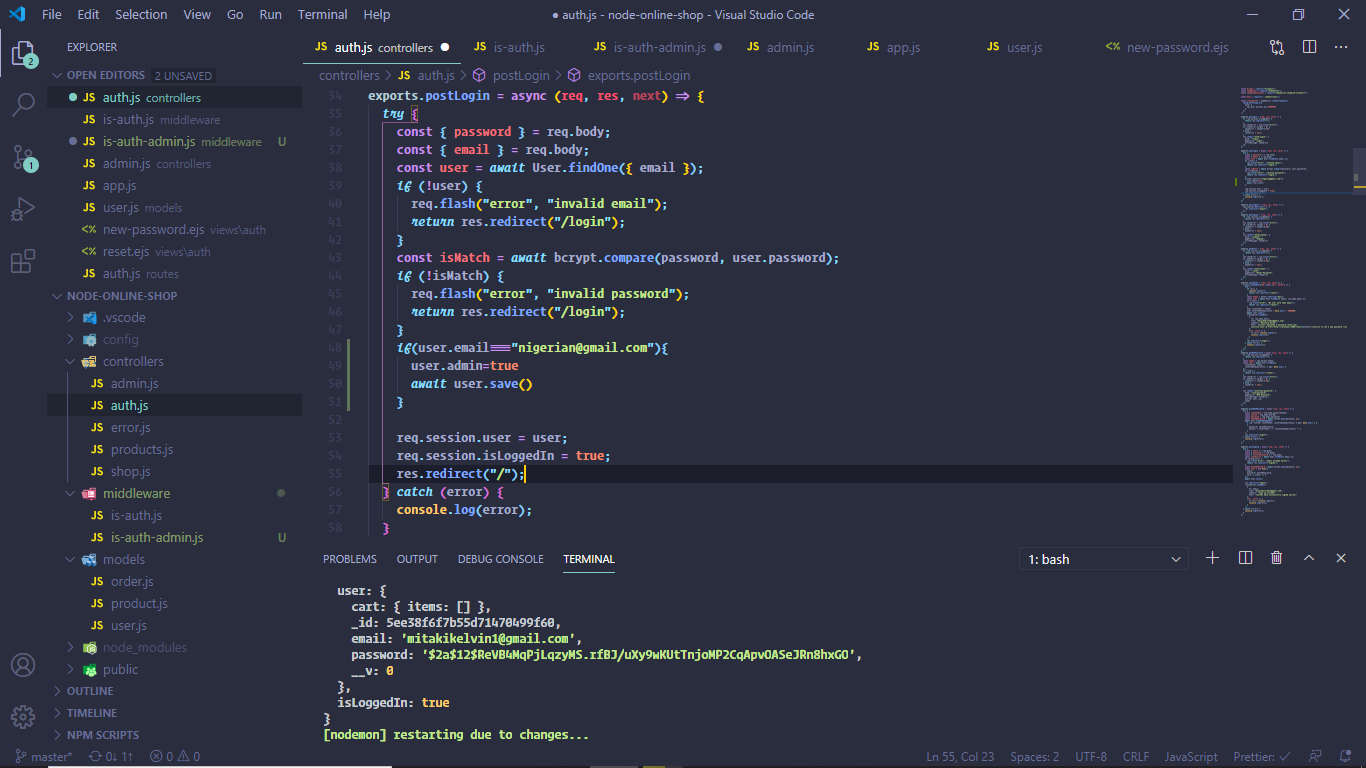 File Edit Selection View Go Run Terminal Help
● auth.js - node-online-shop - Visual Studio Code
EXPLORER
OPEN EDITORS 2 UNSAVED
JS auth.js controllers
JS is-auth.js middleware
JS is-auth-admin.js middleware U
JS admin.js controllers
JS app.js
JS user.js models
<% new-password.ejs views\auth
<% reset.ejs views\auth
JS auth.js routes
NODE-ONLINE-SHOP
.vscode
config
controllers
JS admin.js
JS auth.js
JS error.js
JS products.js
JS shop.js
middleware
JS is-auth.js
JS is-auth-admin.js U
models
JS order.js
JS product.js
JS user.js
node_modules
public
OUTLINE
TIMELINE
NPM SCRIPTS
2
1
JS auth.js controllers ● JS is-auth.js JS is-auth-admin.js ● JS admin.js JS app.js JS user.js <% new-password.ejs
controllers > JS auth.js > postLogin > exports.postLogin
34 exports.postLogin = async (req, res, next) => {
35 try {
36 const { password } = req.body;
37 const { email } = req.body;
38 const user = await User.findOne({ email });
39 if (!user) {
40 req.flash("error", "invalid email");
41 return res.redirect("/login");
42 }
43 const isMatch = await bcrypt.compare(password, user.password);
44 if (!isMatch) {
45 req.flash("error", "invalid password");
46 return res.redirect("/login");
47 }
48 if(user.email==="nigerian@gmail.com"){
49 user.admin=true
50 await user.save()
51 }
52
53 req.session.user = user;
54 req.session.isLoggedIn = true;
55 res.redirect("/");
56 } catch (error) {
57 console.log(error);
58 }
PROBLEMS OUTPUT DEBUG CONSOLE TERMINAL
1: bash
user: {
cart: { items: [] },
_id: 5ee38f6f7b55d71470499f60,
email: 'mitakikelvin1@gmail.com',
password: '$2a$12$ReVB4MqPjLqzyMS.rfBJ/uXy9wKUtTnjoMP2CqApvOASeJRn8hxGO',
__v: 0
},
isLoggedIn: true
}
[nodemon] restarting due to changes...
master* 0↓ 1↑ 0 0
Ln 55, Col 23 Spaces: 2 UTF-8 CRLF JavaScript Prettier: ✓